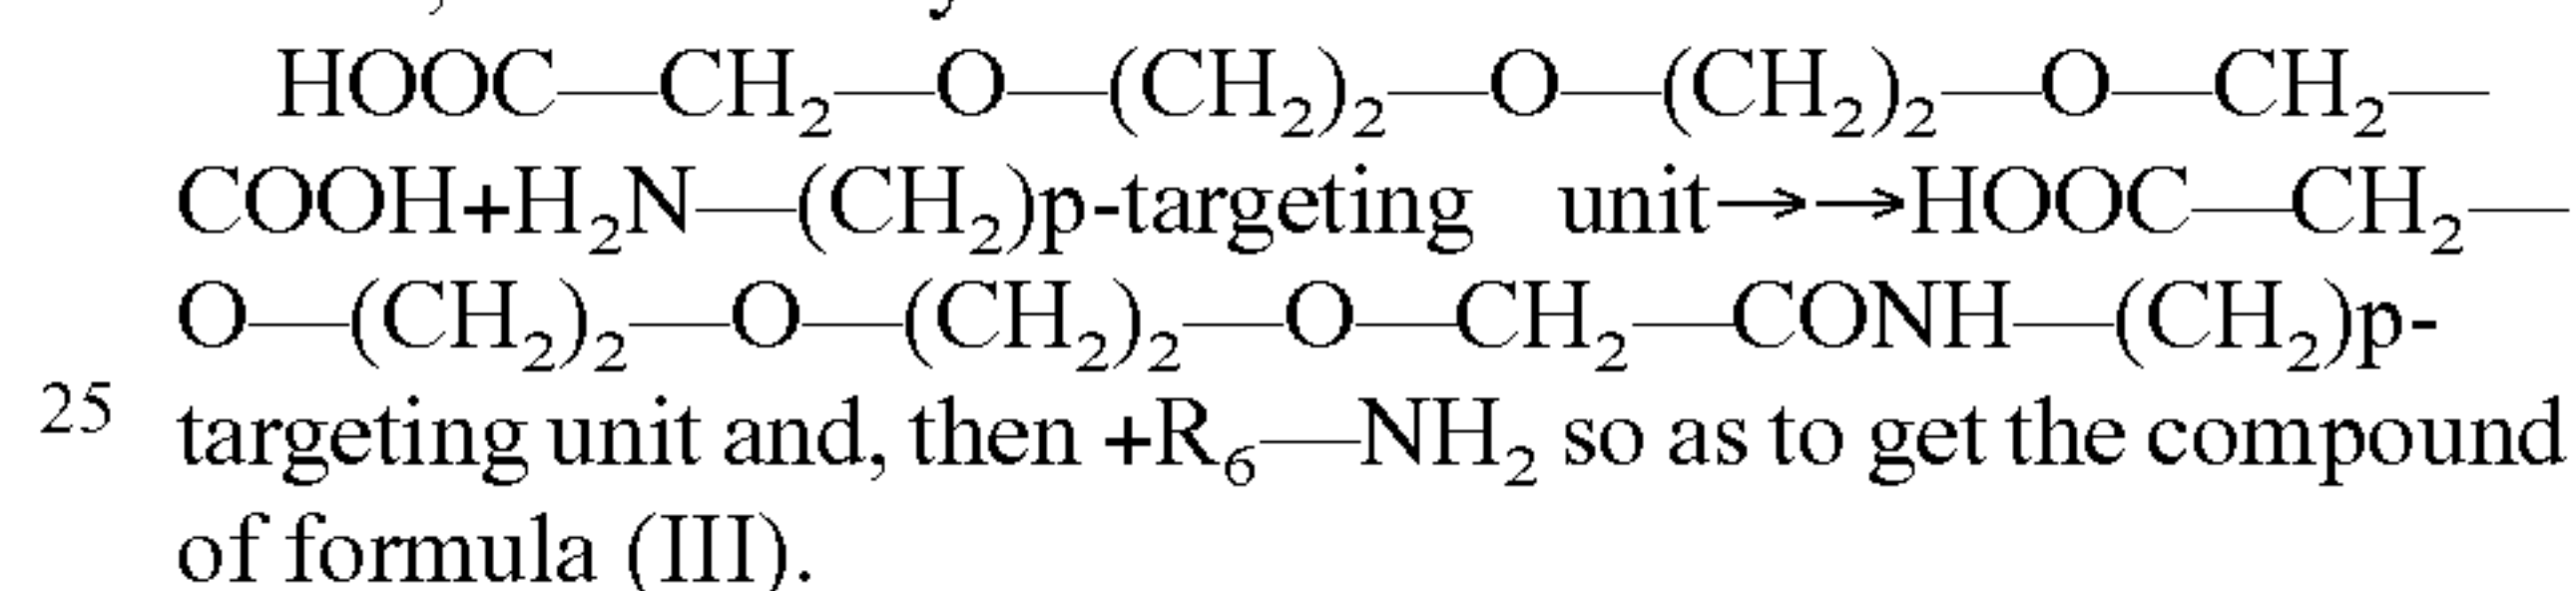 HOOC—CH₂—O—(CH₂)₂—O—(CH₂)₂—O—CH₂—
COOH+H₂N—(CH₂)p-targeting unit→→HOOC—CH₂—
O—(CH₂)₂—O—(CH₂)₂—O—CH₂—CONH—(CH₂)p-
25 targeting unit and, then +R₆—NH₂ so as to get the compound
of formula (III).